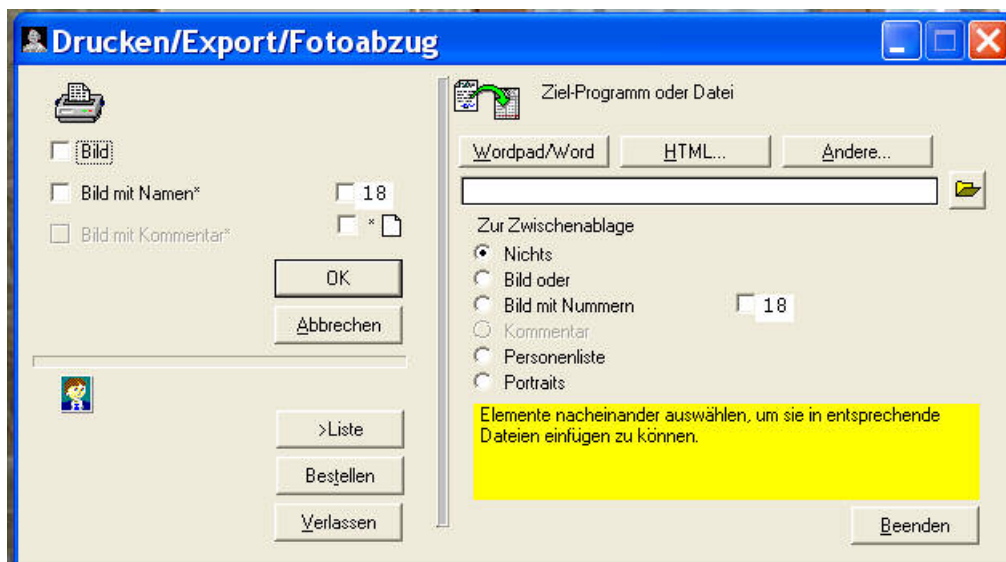 Drucken/Export/Fotoabzug
Bild
Bild mit Namen*
18
Bild mit Kommentar*
*
OK
Abbrechen
>Liste
Bestellen
Verlassen
Ziel-Programm oder Datei
Wordpad/Word
HTML...
Andere...
Zur Zwischenablage
Nichts
Bild oder
Bild mit Nummern
18
Kommentar
Personenliste
Portraits
Elemente nacheinander auswählen, um sie in entsprechende
Dateien einfügen zu können.
Beenden